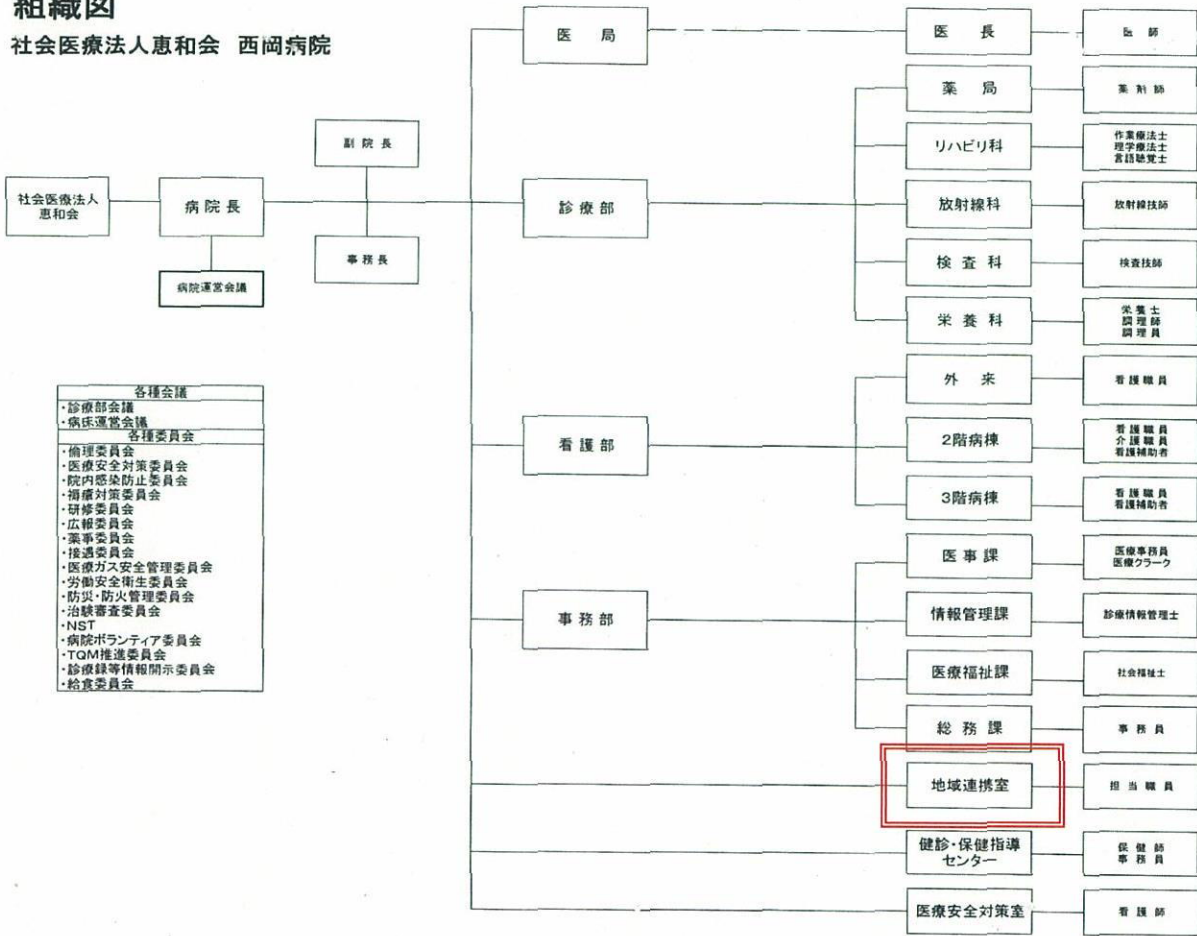 組織図
社会医療法人恵和会 西岡病院
社会医療法人
恵和会
病院長
病院運営会議
副院長
事務長
医局
医長
医師
診療部
薬局
薬剤師
リハビリ科
作業療法士
理学療法士
言語聴覚士
放射線科
放射線技師
検査科
検査技師
栄養科
栄養士
調理師
調理員
看護部
外来
看護職員
2階病棟
看護職員
介護職員
看護補助者
3階病棟
看護職員
看護補助者
事務部
医事課
医療事務員
医療クラーク
情報管理課
診療情報管理士
医療福祉課
社会福祉士
総務課
事務員
地域連携室
担当職員
健診・保健指導
センター
保健師
事務員
医療安全対策室
看護師
各種会議
・診療部会議
・病床運営会議
各種委員会
・倫理委員会
・医療安全対策委員会
・院内感染防止委員会
・褥瘡対策委員会
・研修委員会
・広報委員会
・薬事委員会
・接遇委員会
・医療ガス安全管理委員会
・労働安全衛生委員会
・防災・防火管理委員会
・治験審査委員会
・NST
・病院ボランティア委員会
・TQM推進委員会
・診療録等情報開示委員会
・給食委員会